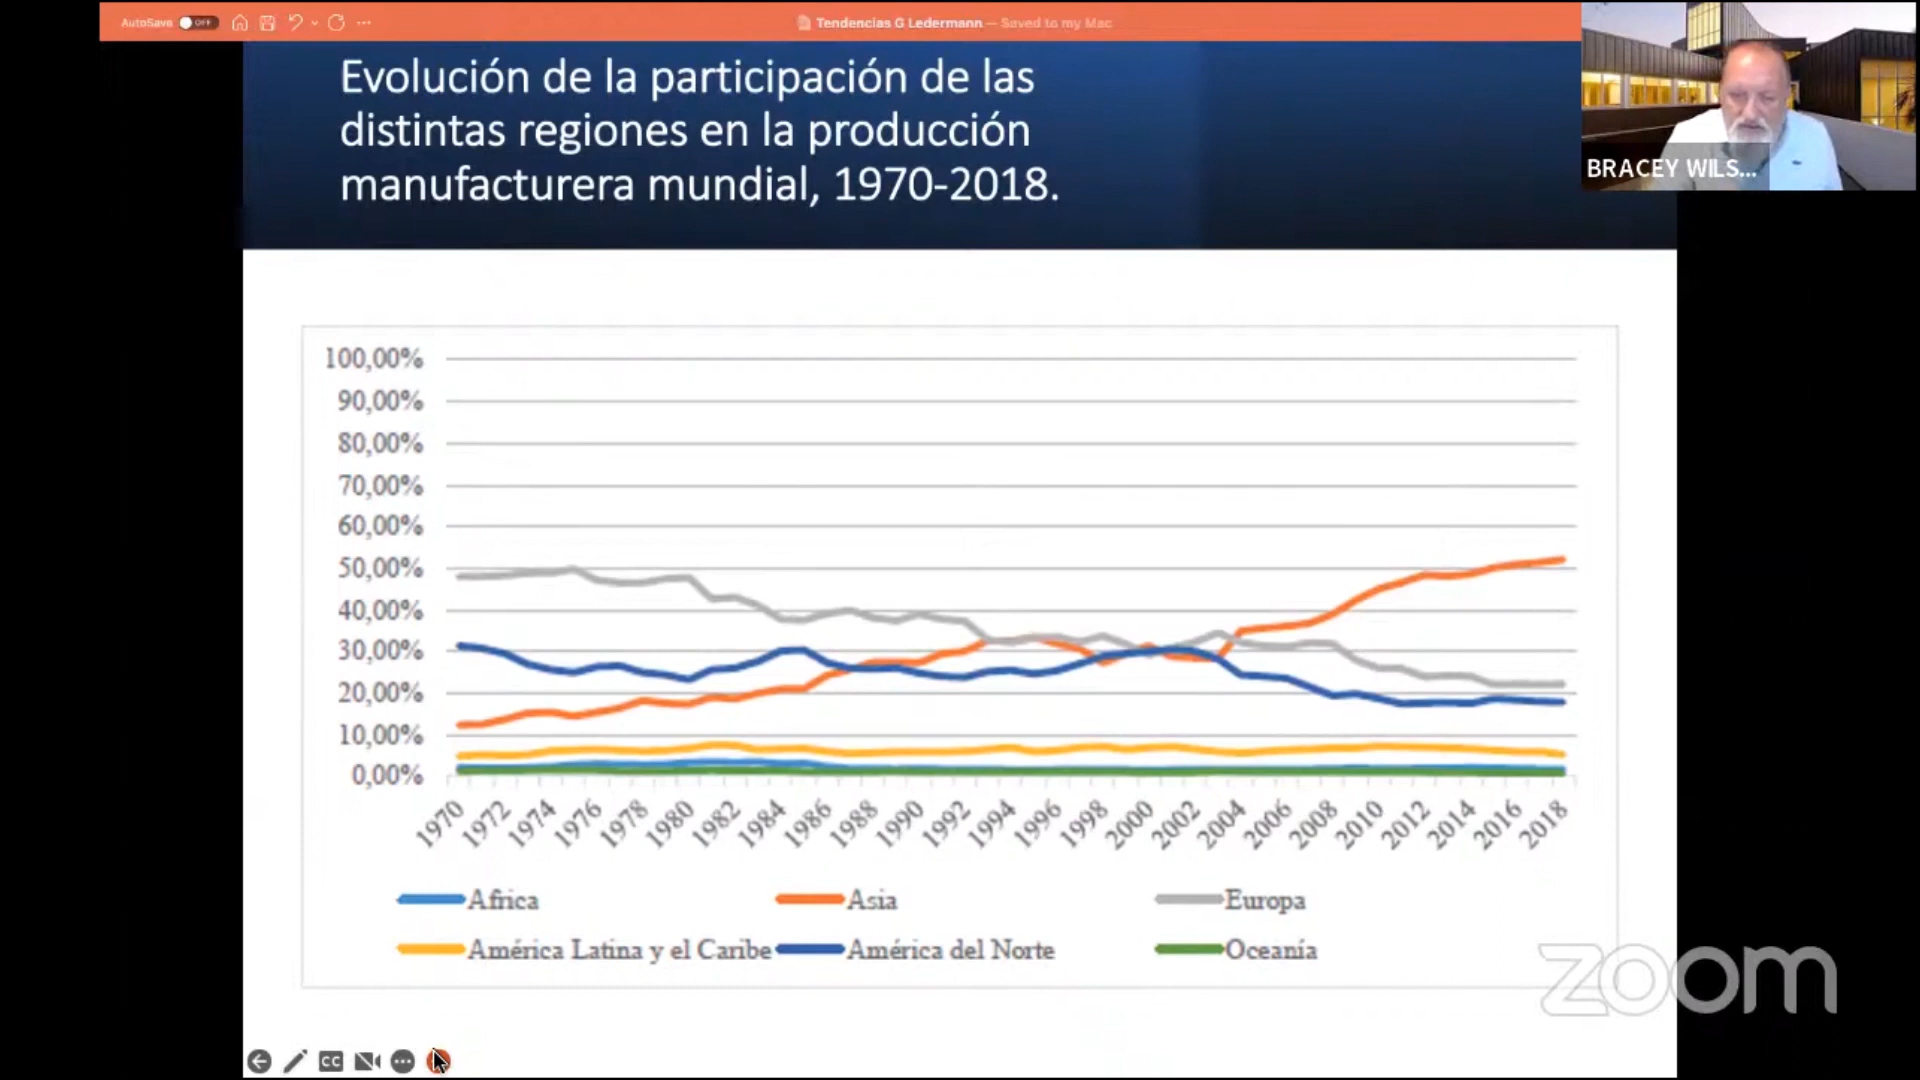 AutoSave OFF
Tendencias G Ledermann — Saved to my Mac
Evolución de la participación de las
distintas regiones en la producción
manufacturera mundial, 1970-2018.
BRACEY WILS...
100,00%
90,00%
80,00%
70,00%
60,00%
50,00%
40,00%
30,00%
20,00%
10,00%
0,00%
1970 1972 1974 1976 1978 1980 1982 1984 1986 1988 1990 1992 1994 1996 1998 2000 2002 2004 2006 2008 2010 2012 2014 2016 2018
Africa Asia Europa
América Latina y el Caribe América del Norte Oceanía
zoom
CC